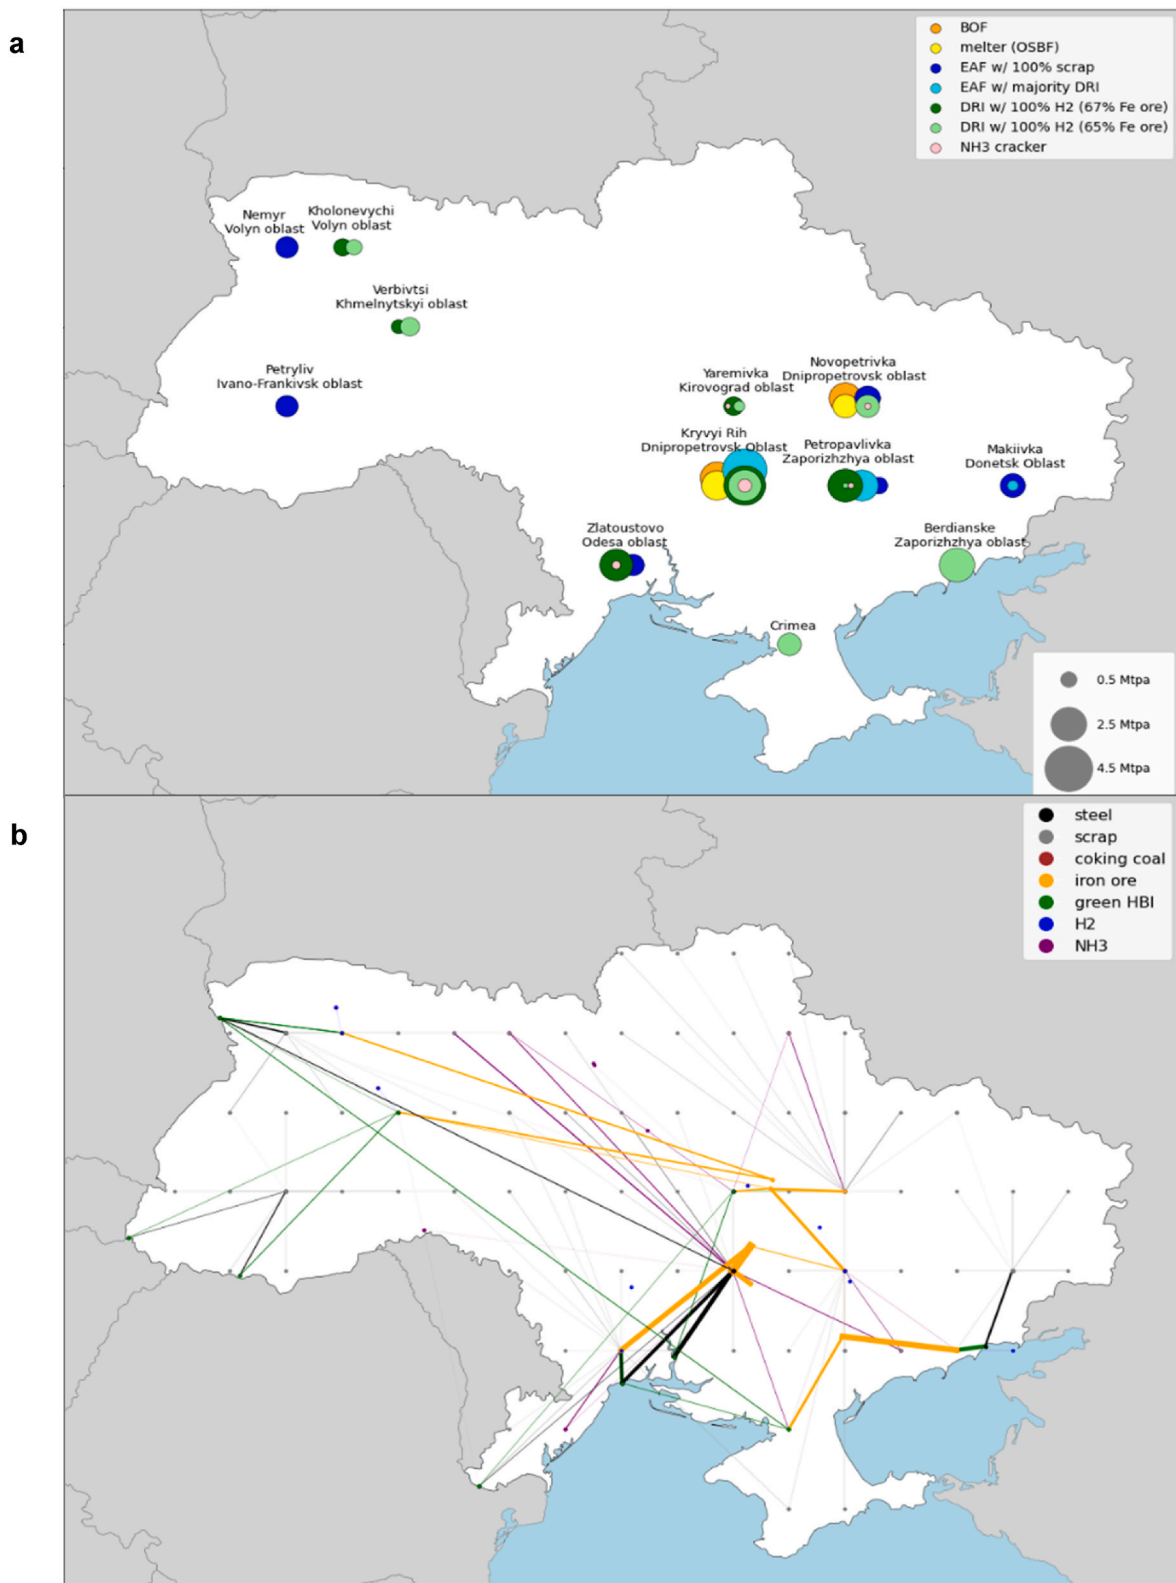 a
BOF
melter (OSBF)
EAF w/ 100% scrap
EAF w/ majority DRI
DRI w/ 100% H2 (67% Fe ore)
DRI w/ 100% H2 (65% Fe ore)
NH3 cracker
Nemyr
Volyn oblast
Kholonevychi
Volyn oblast
Verbivtsi
Khmelnytskyi oblast
Petryliv
Ivano-Frankivsk oblast
Yaremivka
Kirovograd oblast
Novopetrivka
Dnipropetrovsk oblast
Kryvyi Rih
Dnipropetrovsk Oblast
Petropavlivka
Zaporizhzhya oblast
Makiivka
Donetsk Oblast
Zlatoustovo
Odesa oblast
Berdianske
Zaporizhzhya oblast
Crimea
0.5 Mtpa
2.5 Mtpa
4.5 Mtpa
b
steel
scrap
coking coal
iron ore
green HBI
H2
NH3